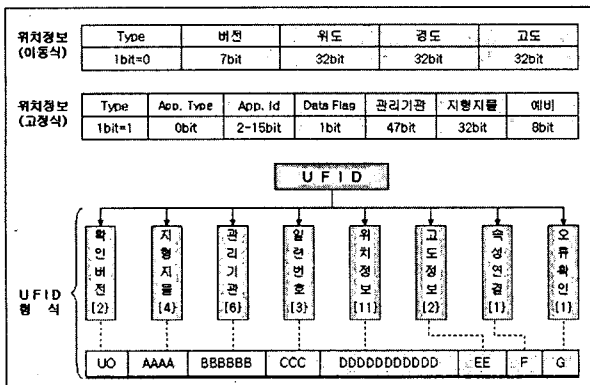 위치정보 Type 버전 위도 경도 고도
(이동식) 1bit=0 7bit 32bit 32bit 32bit
위치정보 Type App. Type App. Id Data Flag 관리기관 지형지물 예비
(고정식) 1bit=1 0bit 2-15bit 1bit 47bit 32bit 8bit
UFID
확인버전 [2] 지형지물 [4] 관리기관 [6] 일련번호 [3] 위치정보 [11] 고도정보 [2] 속성연결 [1] 오류확인 [1]
UFID
형식
UO AAAA BBBBBB CCC DDDDDDDDDDD EE F G